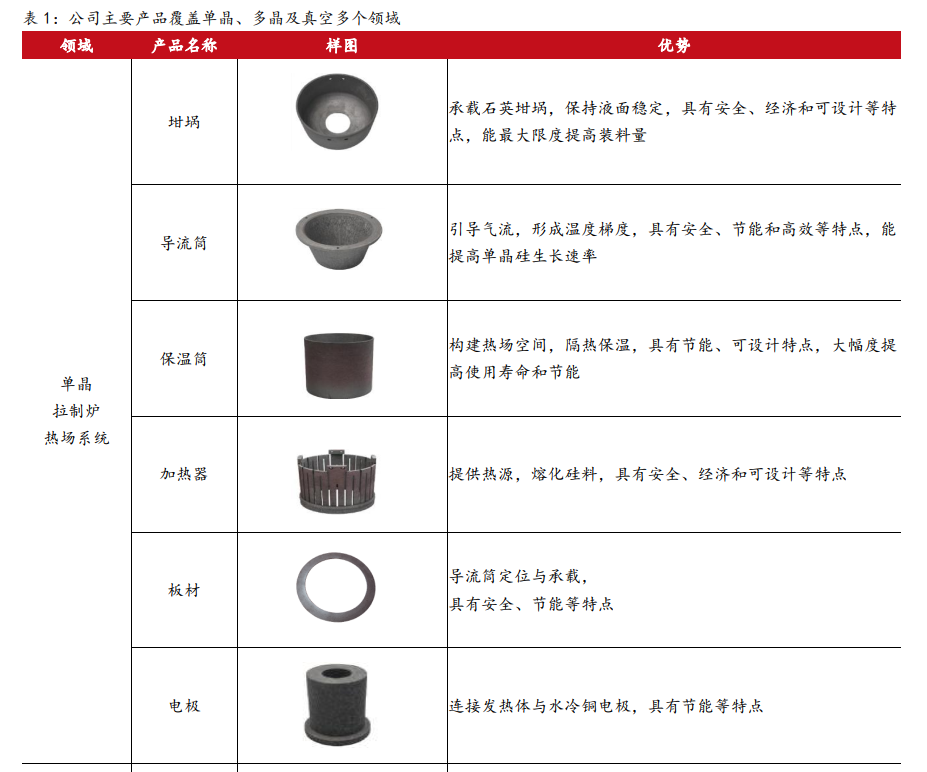 表 1：公司主要产品覆盖单晶、多晶及真空多个领域
领域 产品名称 样图 优势
坩埚
承载石英坩埚，保持液面稳定，具有安全、经济和可设计等特
点，能最大限度提高装料量
导流筒
引导气流，形成温度梯度，具有安全、节能和高效等特点，能
提高单晶硅生长速率
保温筒
构建热场空间，隔热保温，具有节能、可设计特点，大幅度提
高使用寿命和节能
单晶
拉制炉
热场系统
加热器
提供热源，熔化硅料，具有安全、经济和可设计等特点
板材
导流筒定位与承载，
具有安全、节能等特点
电极
连接发热体与水冷铜电极，具有节能等特点